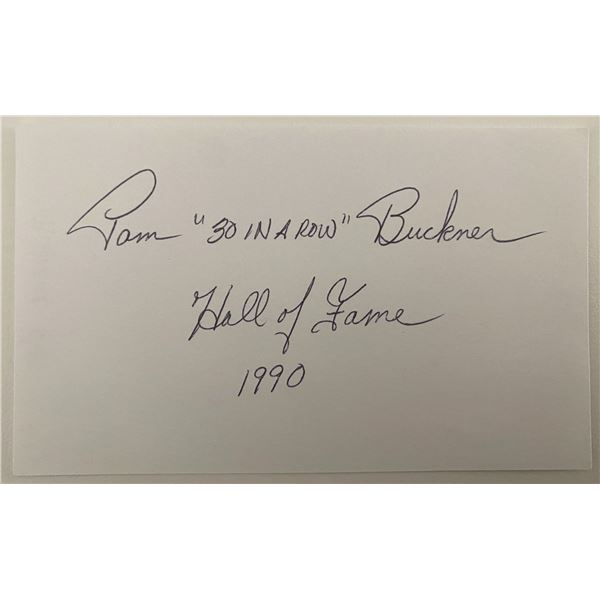 Pam "30 IN A ROW" Buckner
Hall of Fame
1990